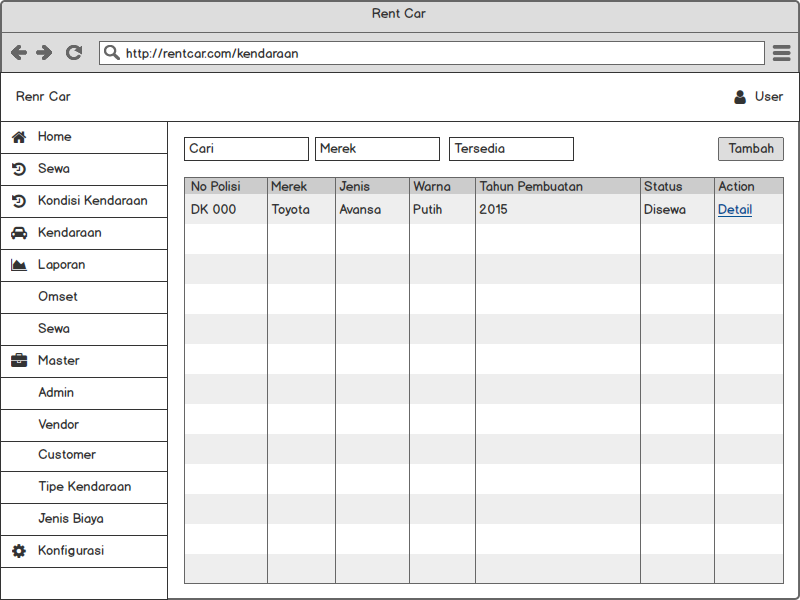 Rent Car
http://rentcar.com/kendaraan
Renr Car
User
Home
Sewa
Kondisi Kendaraan
Kendaraan
Laporan
Omset
Sewa
Master
Admin
Vendor
Customer
Tipe Kendaraan
Jenis Biaya
Konfigurasi
Cari Merek Tersedia Tambah
No Polisi Merek Jenis Warna Tahun Pembuatan Status Action
DK 000 Toyota Avansa Putih 2015 Disewa Detail